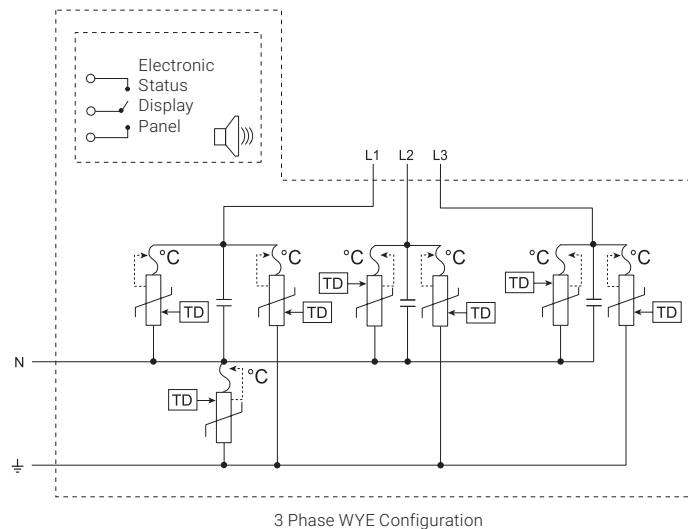 Electronic
Status
Display
Panel
L1 L2 L3
°C °C °C °C °C °C
TD TD TD TD TD TD
N
°C
TD
3 Phase WYE Configuration